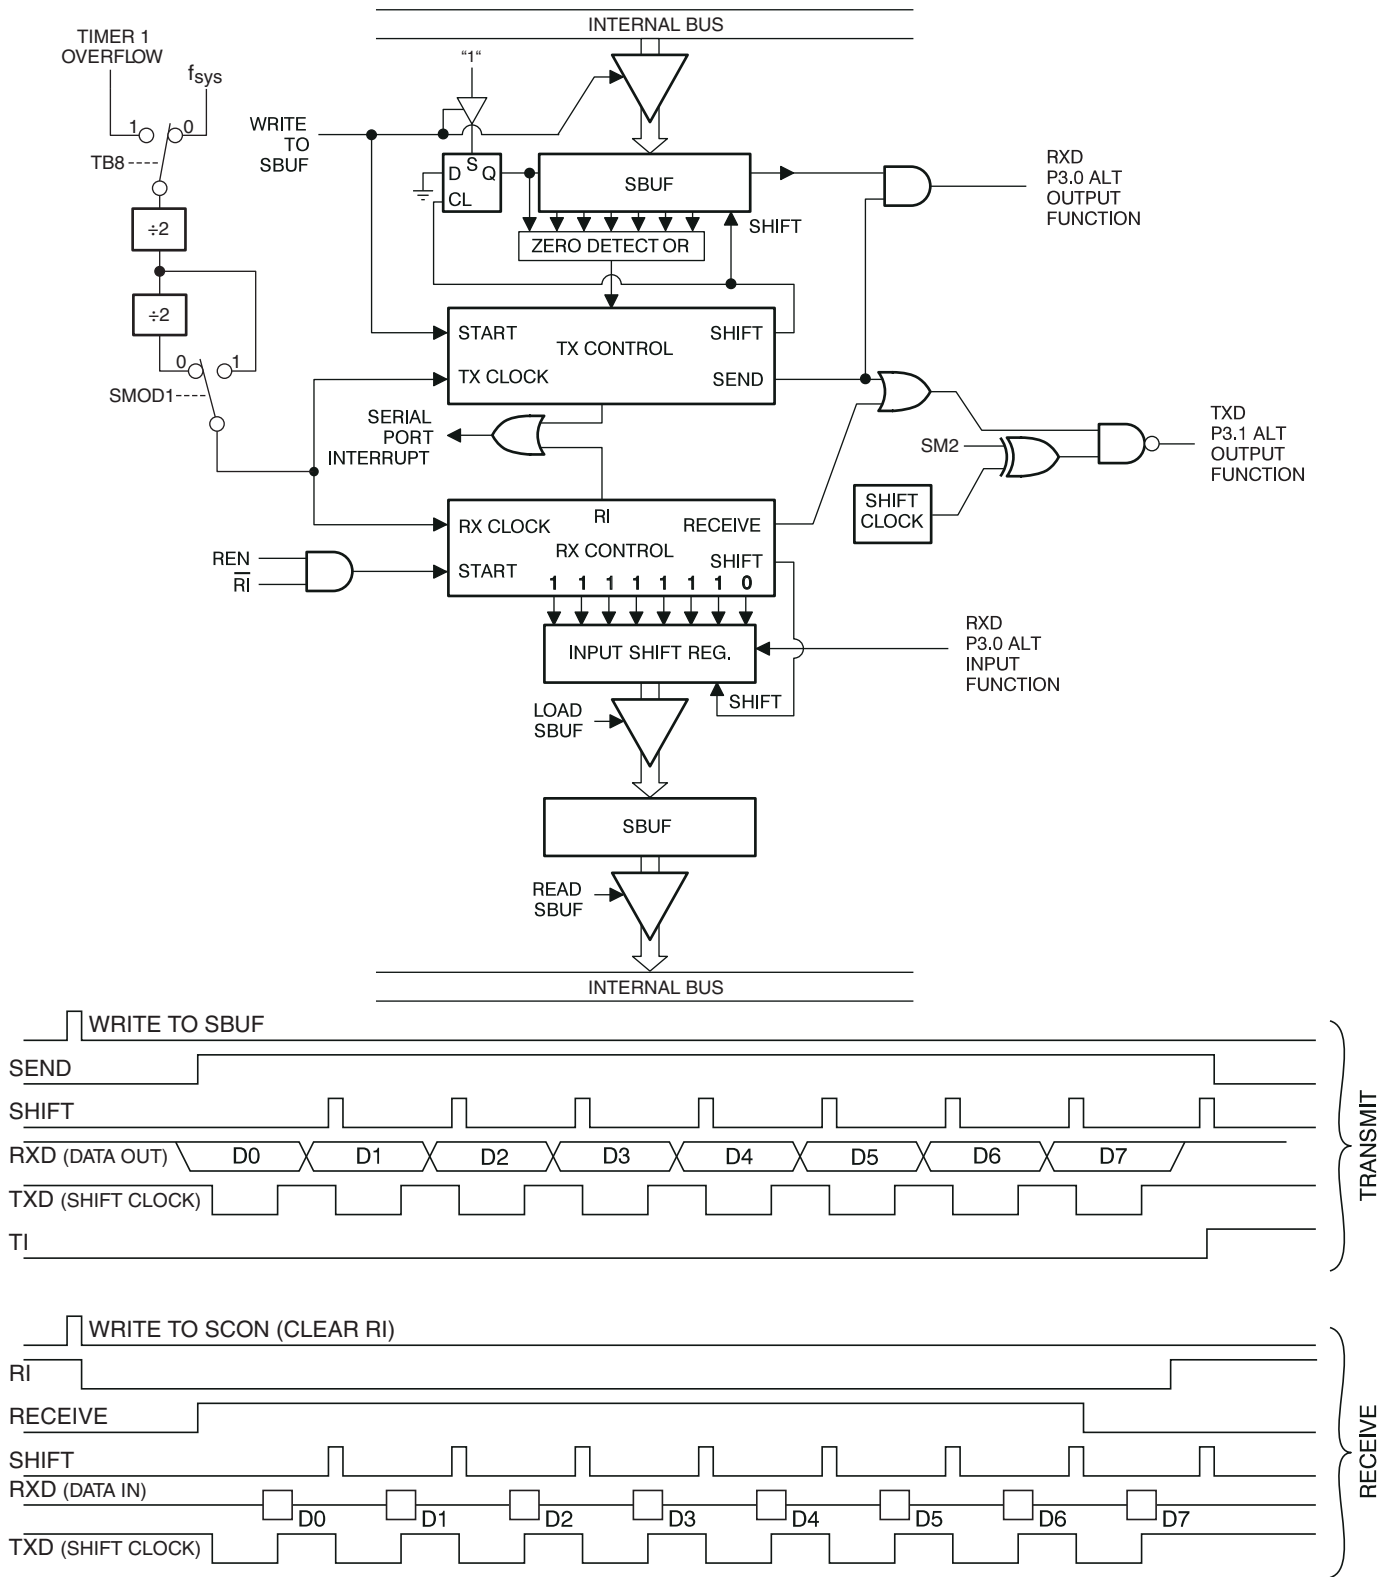 INTERNAL BUS
TIMER 1
OVERFLOW
fsys
"1"
1
0
TB8
WRITE
TO
SBUF
S
D
Q
CL
SBUF
RXD
P3.0 ALT
OUTPUT
FUNCTION
÷2
SHIFT
ZERO DETECT OR
÷2
START
SHIFT
TX CONTROL
TX CLOCK
SEND
0
1
SMOD1
SERIAL
PORT
INTERRUPT
SM2
TXD
P3.1 ALT
OUTPUT
FUNCTION
SHIFT
CLOCK
RI
RX CLOCK
RECEIVE
RX CONTROL
SHIFT
START
REN
RI
1 1 1 1 1 1 1 0
INPUT SHIFT REG.
RXD
P3.0 ALT
INPUT
FUNCTION
SHIFT
LOAD
SBUF
SBUF
READ
SBUF
INTERNAL BUS
WRITE TO SBUF
SEND
SHIFT
RXD (DATA OUT) D0 D1 D2 D3 D4 D5 D6 D7
TXD (SHIFT CLOCK)
TI
TRANSMIT
WRITE TO SCON (CLEAR RI)
RI
RECEIVE
SHIFT
RXD (DATA IN) D0 D1 D2 D3 D4 D5 D6 D7
TXD (SHIFT CLOCK)
RECEIVE